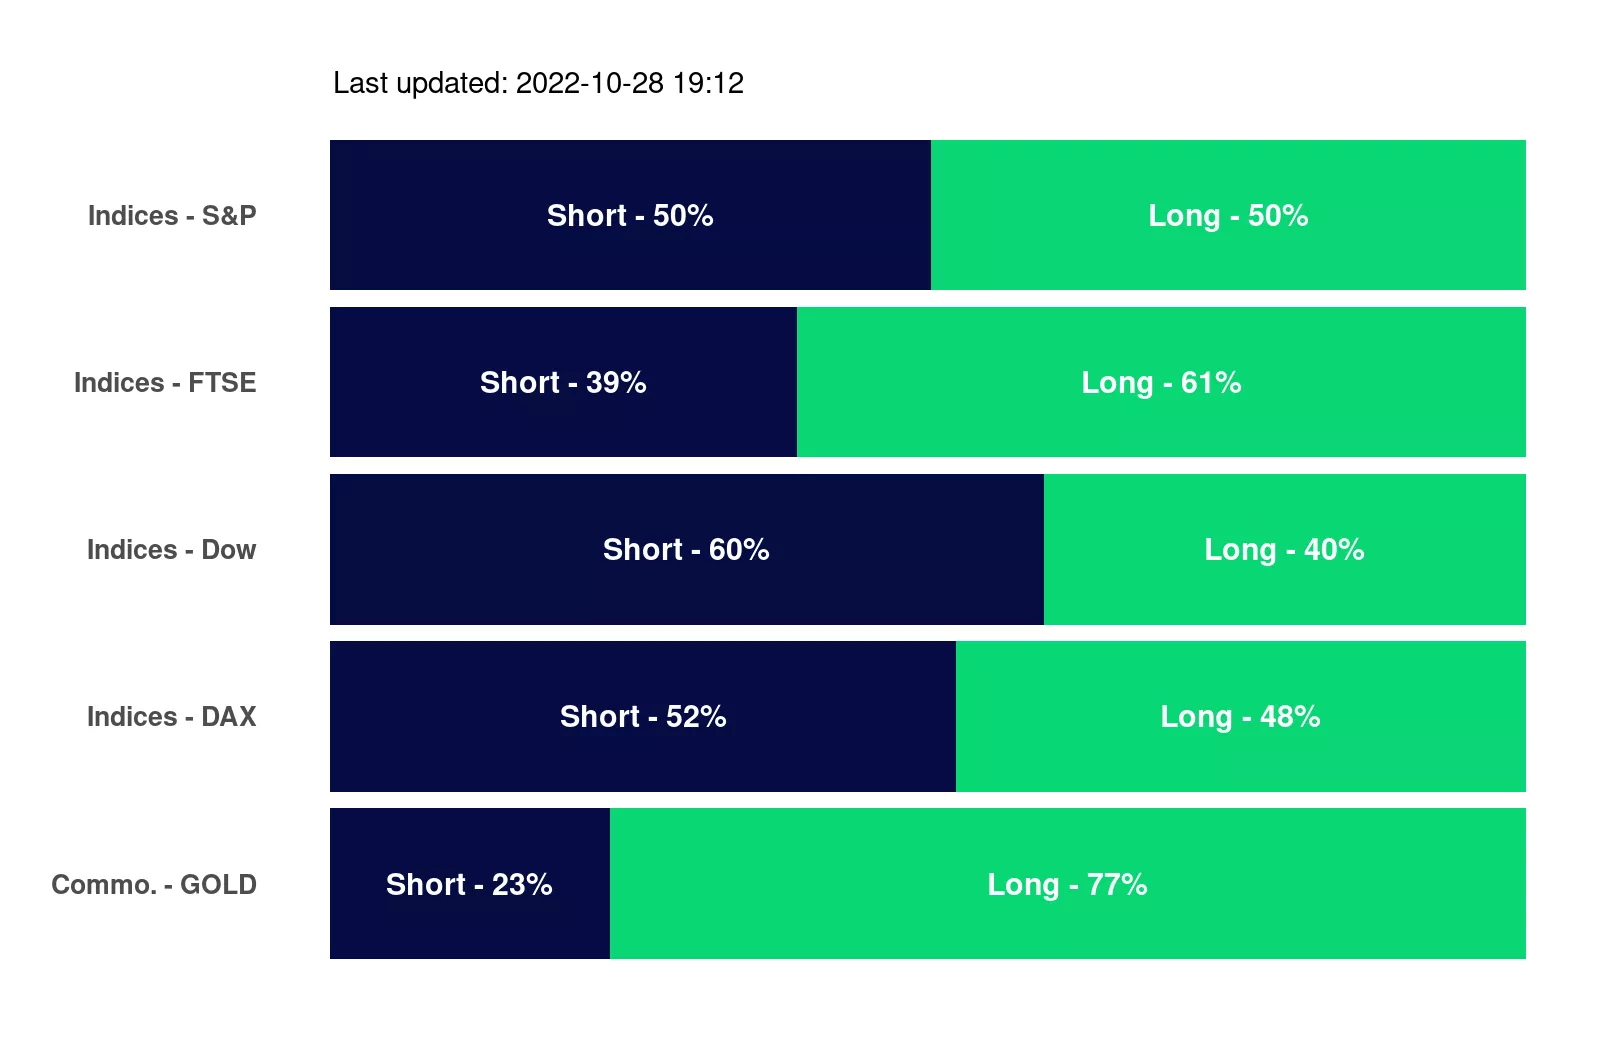 Last updated: 2022-10-28 19:12
Indices - S&P Short - 50% Long - 50%
Indices - FTSE Short - 39% Long - 61%
Indices - Dow Short - 60% Long - 40%
Indices - DAX Short - 52% Long - 48%
Commo. - GOLD Short - 23% Long - 77%